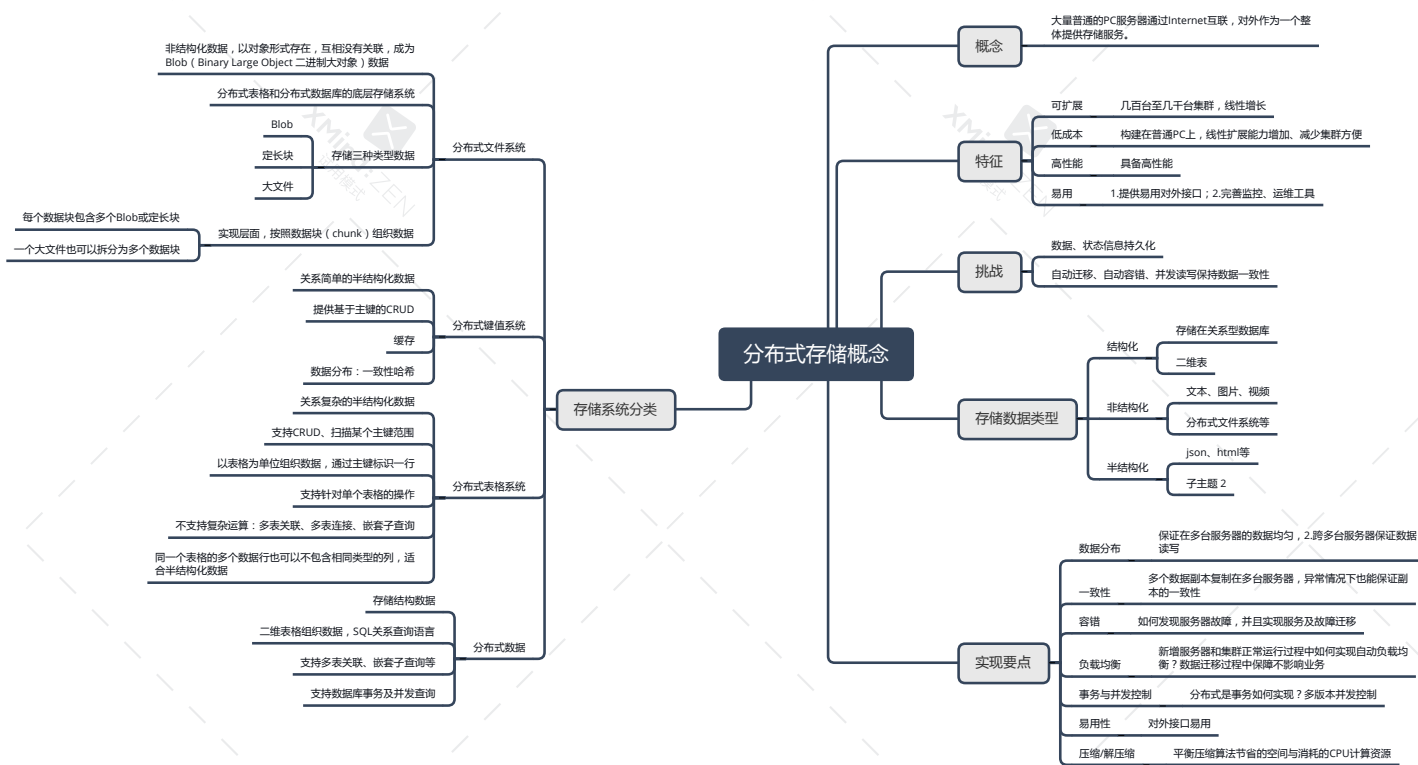 分布式存储概念
概念
大量普通的PC服务器通过Internet互联，对外作为一个整
体提供存储服务。
特征
可扩展
几百台至几千台集群，线性增长
低成本
构建在普通PC上，线性扩展能力增加、减少集群方便
高性能
具备高性能
易用
1.提供易用对外接口；2.完善监控、运维工具
挑战
数据、状态信息持久化
自动迁移、自动容错、并发读写保持数据一致性
存储数据类型
结构化
存储在关系型数据库
二维表
非结构化
文本、图片、视频
分布式文件系统等
半结构化
json、html等
子主题 2
实现要点
数据分布
保证在多台服务器的数据均匀，2.跨多台服务器保证数据
读写
一致性
多个数据副本复制在多台服务器，异常情况下也能保证副
本的一致性
容错
如何发现服务器故障，并且实现服务及故障迁移
负载均衡
新增服务器和集群正常运行过程中如何实现自动负载均
衡？数据迁移过程中保障不影响业务
事务与并发控制
分布式是事务如何实现？多版本并发控制
易用性
对外接口易用
压缩/解压缩
平衡压缩算法节省的空间与消耗的CPU计算资源
存储系统分类
分布式文件系统
非结构化数据，以对象形式存在，互相没有关联，成为
Blob（Binary Large Object 二进制大对象）数据
分布式表格和分布式数据库的底层存储系统
存储三种类型数据
Blob
定长块
大文件
实现层面，按照数据块（chunk）组织数据
每个数据块包含多个Blob或定长块
一个大文件也可以拆分为多个数据块
分布式键值系统
关系简单的半结构化数据
提供基于主键的CRUD
缓存
数据分布：一致性哈希
分布式表格系统
关系复杂的半结构化数据
支持CRUD、扫描某个主键范围
以表格为单位组织数据，通过主键标识一行
支持针对单个表格的操作
不支持复杂运算：多表关联、多表连接、嵌套子查询
同一个表格的多个数据行也可以不包含相同类型的列，适
合半结构化数据
分布式数据
存储结构数据
二维表格组织数据，SQL关系查询语言
支持多表关联、嵌套子查询等
支持数据库事务及并发查询
XMind:ZEN
XMind:ZEN